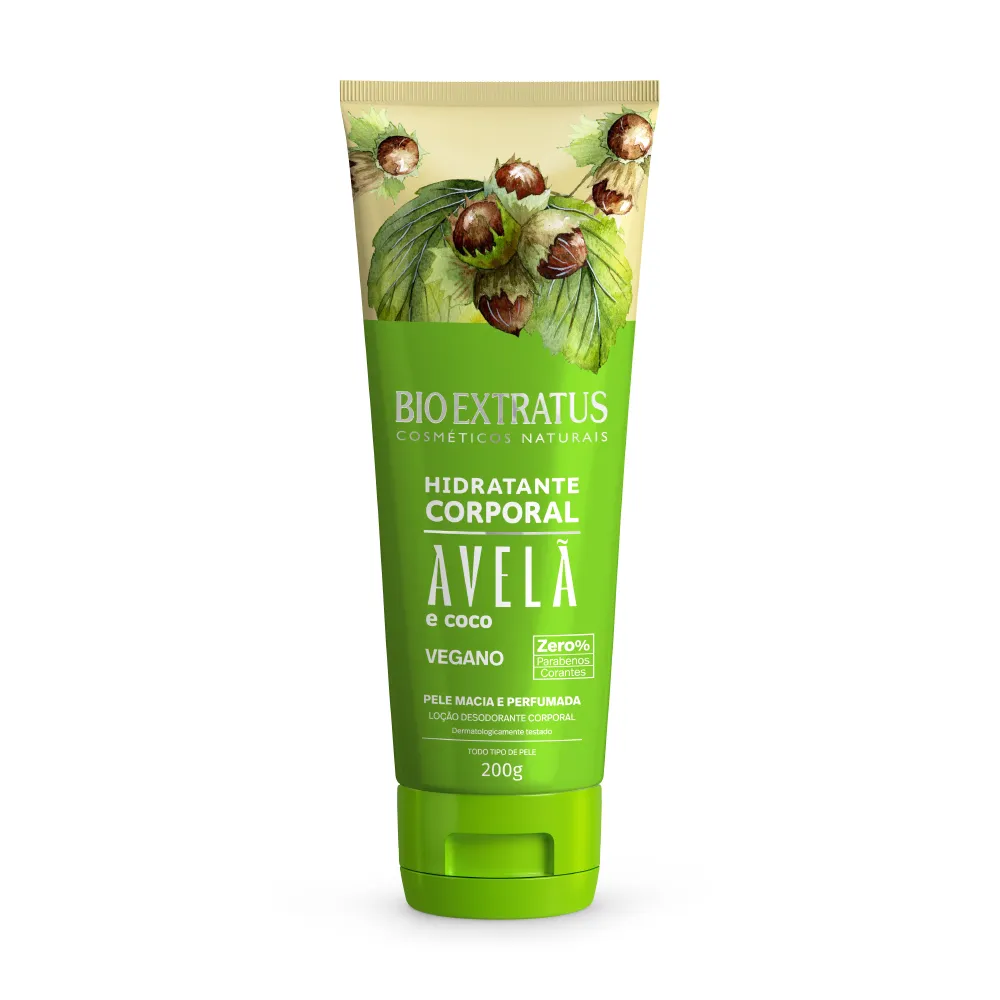 BIO EXTRATUS
COSMÉTICOS NATURAIS
HIDRATANTE
CORPORAL
AVELÃ
e coco
VEGANO
Zero%
Parabenos
Corantes
PELE MACIA E PERFUMADA
LOÇÃO DESODORANTE CORPORAL
Dermatologicamente testado
TODO TIPO DE PELE
200g